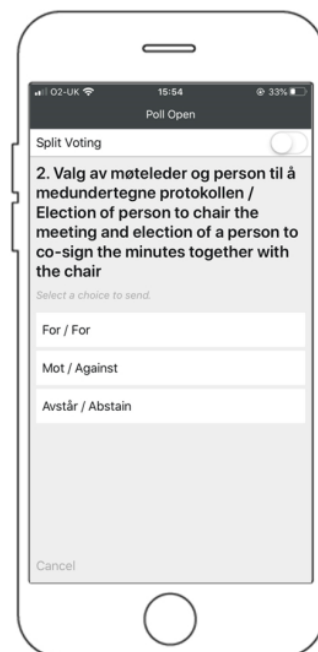 O2-UK 15:54 33%
Poll Open
Split Voting
2. Valg av møteleder og person til å
medundertegne protokollen /
Election of person to chair the
meeting and election of a person to
co-sign the minutes together with
the chair
Select a choice to send.
For / For
Mot / Against
Avstår / Abstain
Cancel